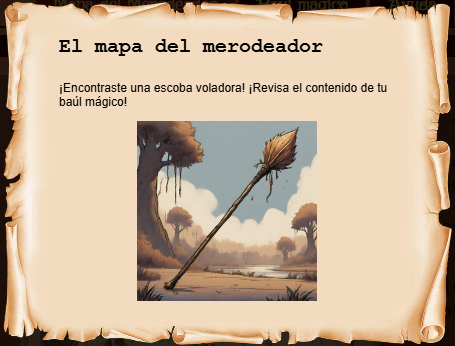 El mapa del merodeador
¡Encontraste una escoba voladora! ¡Revisa el contenido de tu
baúl mágico!